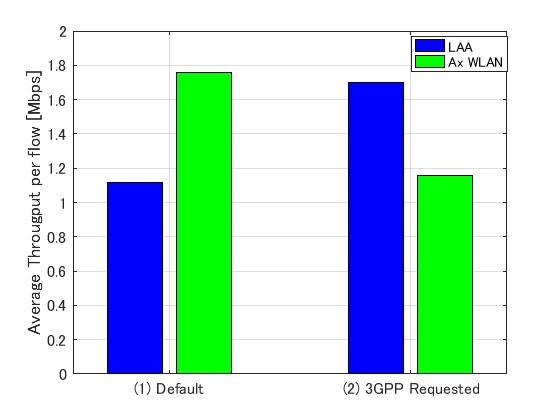 Average Througput per flow [Mbps]
2
1.8
1.6
1.4
1.2
1
0.8
0.6
0.4
0.2
0
LAA
Ax WLAN
(1) Default
(2) 3GPP Requested